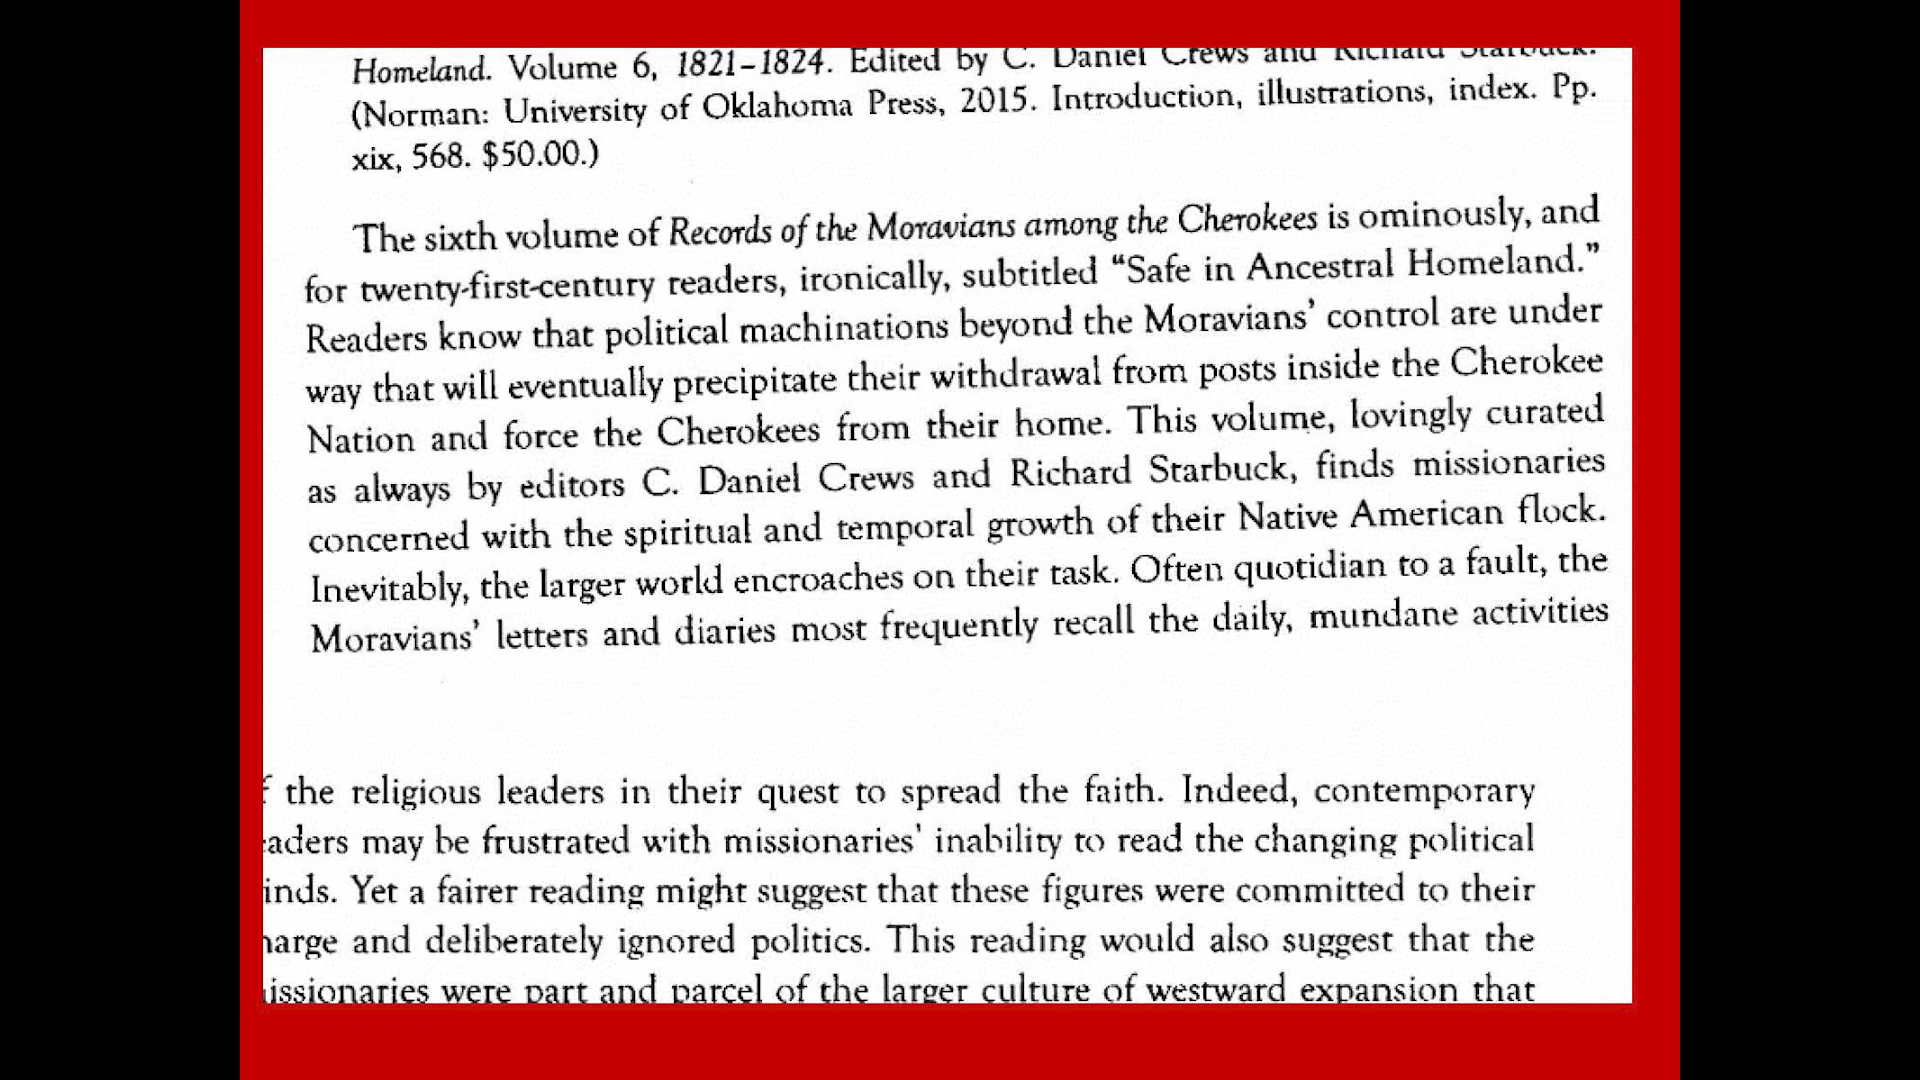 Homeland. Volume 6, 1821–1824. Edited by C. Daniel Crews and Richard Starbuck.
(Norman: University of Oklahoma Press, 2015. Introduction, illustrations, index. Pp.
xix, 568. $50.00.)
The sixth volume of Records of the Moravians among the Cherokees is ominously, and
for twenty-first-century readers, ironically, subtitled “Safe in Ancestral Homeland.”
Readers know that political machinations beyond the Moravians’ control are under
way that will eventually precipitate their withdrawal from posts inside the Cherokee
Nation and force the Cherokees from their home. This volume, lovingly curated
as always by editors C. Daniel Crews and Richard Starbuck, finds missionaries
concerned with the spiritual and temporal growth of their Native American flock.
Inevitably, the larger world encroaches on their task. Often quotidian to a fault, the
Moravians’ letters and diaries most frequently recall the daily, mundane activities
the religious leaders in their quest to spread the faith. Indeed, contemporary
aders may be frustrated with missionaries' inability to read the changing political
inds. Yet a fairer reading might suggest that these figures were committed to their
arge and deliberately ignored politics. This reading would also suggest that the
issionaries were part and parcel of the larger culture of westward expansion that